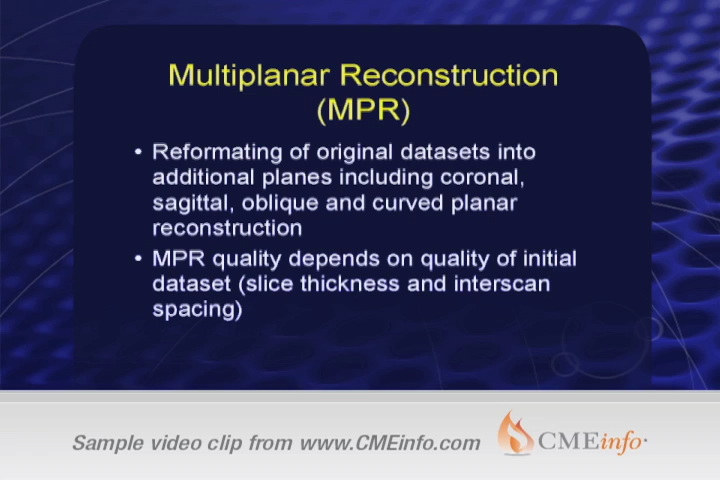 Multiplanar Reconstruction
(MPR)
• Reformating of original datasets into
additional planes including coronal,
sagittal, oblique and curved planar
reconstruction
• MPR quality depends on quality of initial
dataset (slice thickness and interscan
spacing)
Sample video clip from www.CMEinfo.com
CMEinfo